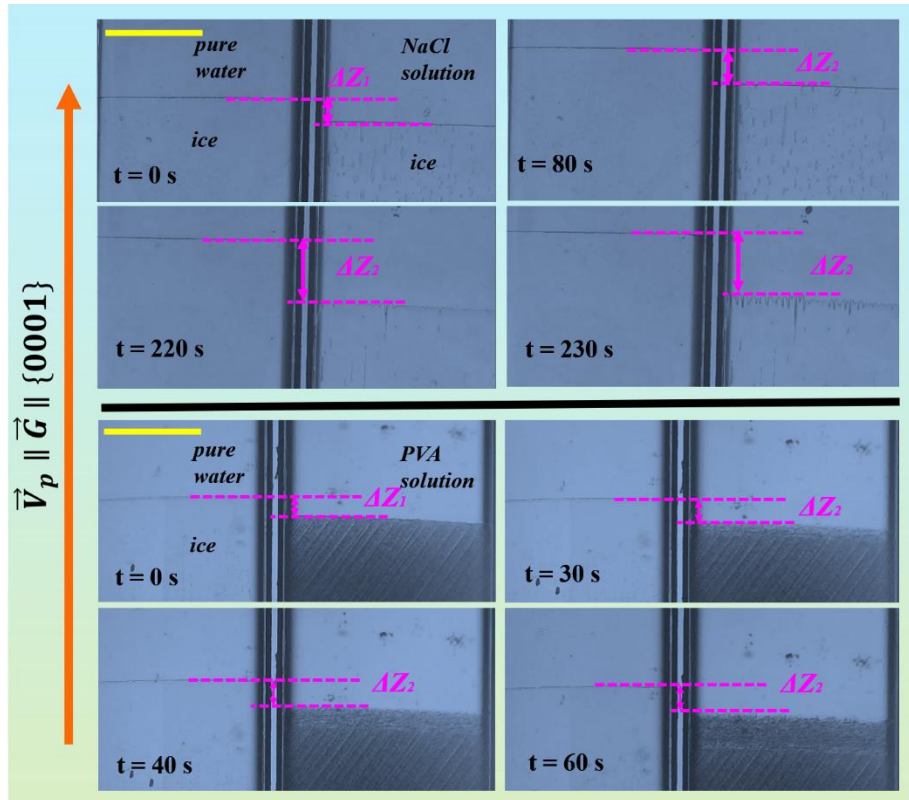 V⃗p ∥ G⃗ ∥ {0001}
pure
water
NaCl
solution
ΔZ1
ice
ice
t = 0 s
ΔZ2
t = 80 s
ΔZ2
t = 220 s
ΔZ2
t = 230 s
pure
water
PVA
solution
ΔZ1
ice
t = 0 s
ΔZ2
t = 30 s
ΔZ2
t = 40 s
ΔZ2
t = 60 s